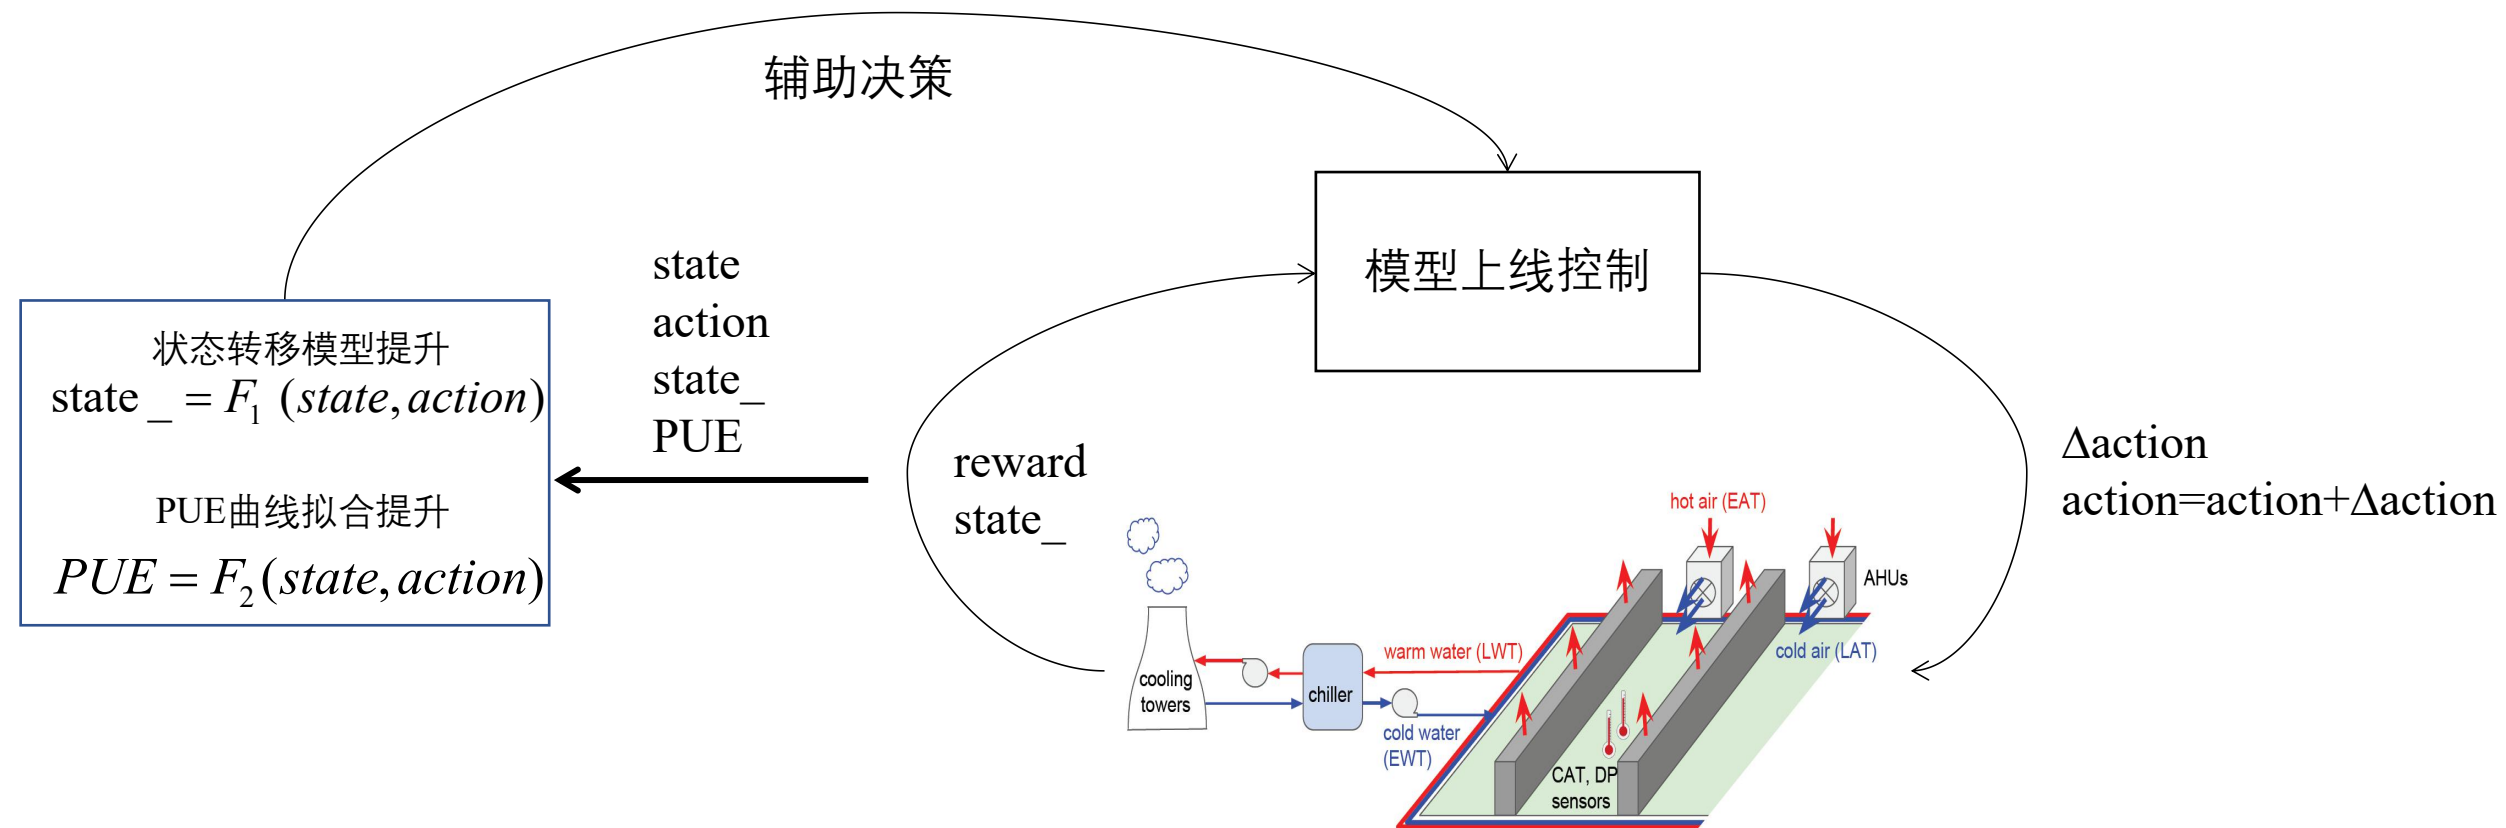 辅助决策
模型上线控制
state
action
state_
PUE
状态转移模型提升
state_ = F₁ (state, action)
PUE曲线拟合提升
PUE = F₂(state, action)
reward
state_
Δaction
action=action+Δaction
hot air (EAT)
AHUs
cold air (LAT)
warm water (LWT)
cooling
towers
chiller
cold water
(EWT)
CAT, DP
sensors